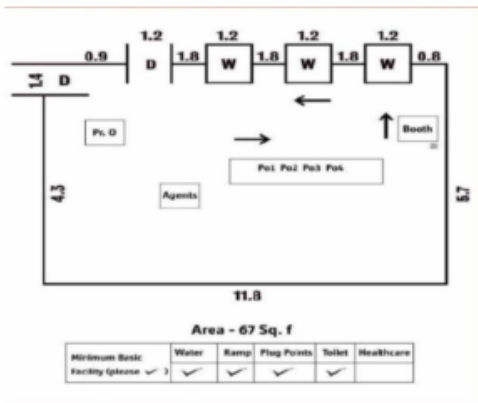 1.2 1.2 1.2 1.2
0.9 D 1.8 W 1.8 W 1.8 W 0.8
1.4 D
Pr. O
Booth
Po1 Po2 Po3 Po4
Agents
4.3
5.7
11.8
Area - 67 Sq. f
Minimum Basic Water Ramp Plug Points Toilet Healthcare
Facility (please ✓ ) ✓ ✓ ✓ ✓